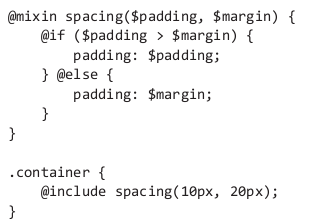 @mixin spacing($padding, $margin) {
    @if ($padding > $margin) {
        padding: $padding;
    } @else {
        padding: $margin;
    }
}

.container {
    @include spacing(10px, 20px);
}